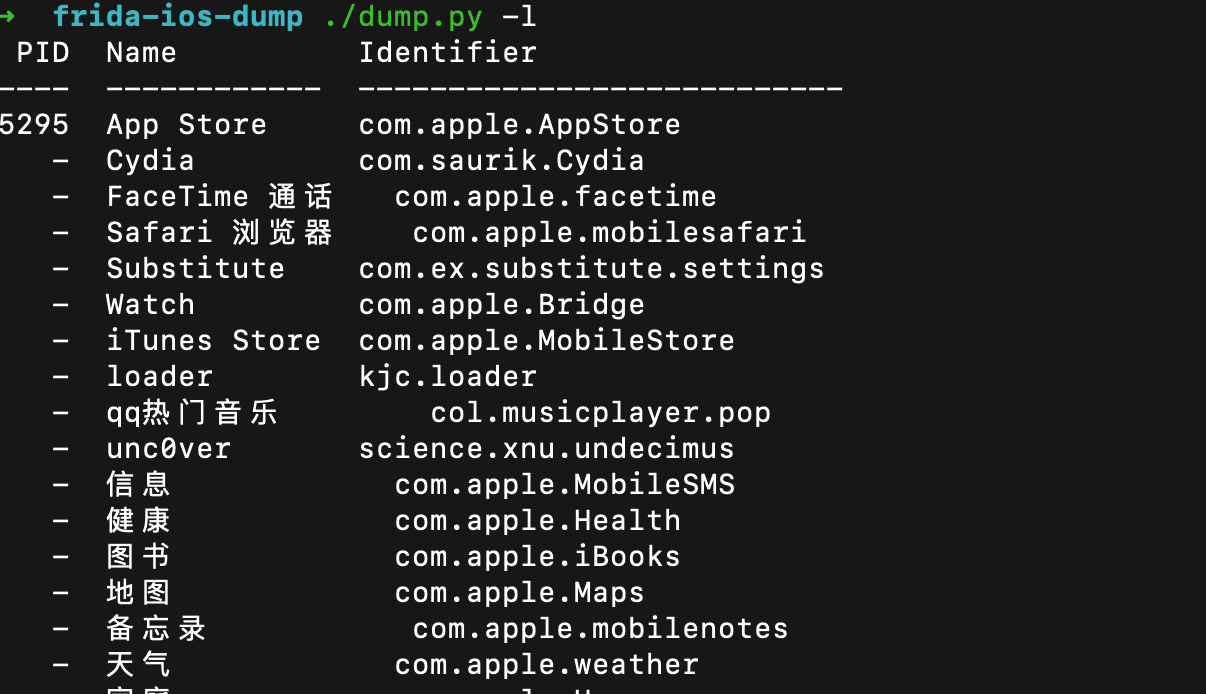 → frida-ios-dump ./dump.py -l
PID Name Identifier
---- ------------ ---------------------------
5295 App Store com.apple.AppStore
- Cydia com.saurik.Cydia
- FaceTime 通话 com.apple.facetime
- Safari 浏览器 com.apple.mobilesafari
- Substitute com.ex.substitute.settings
- Watch com.apple.Bridge
- iTunes Store com.apple.MobileStore
- loader kjc.loader
- qq热门音乐 col.musicplayer.pop
- unc0ver science.xnu.undecimus
- 信息 com.apple.MobileSMS
- 健康 com.apple.Health
- 图书 com.apple.iBooks
- 地图 com.apple.Maps
- 备忘录 com.apple.mobilenotes
- 天气 com.apple.weather